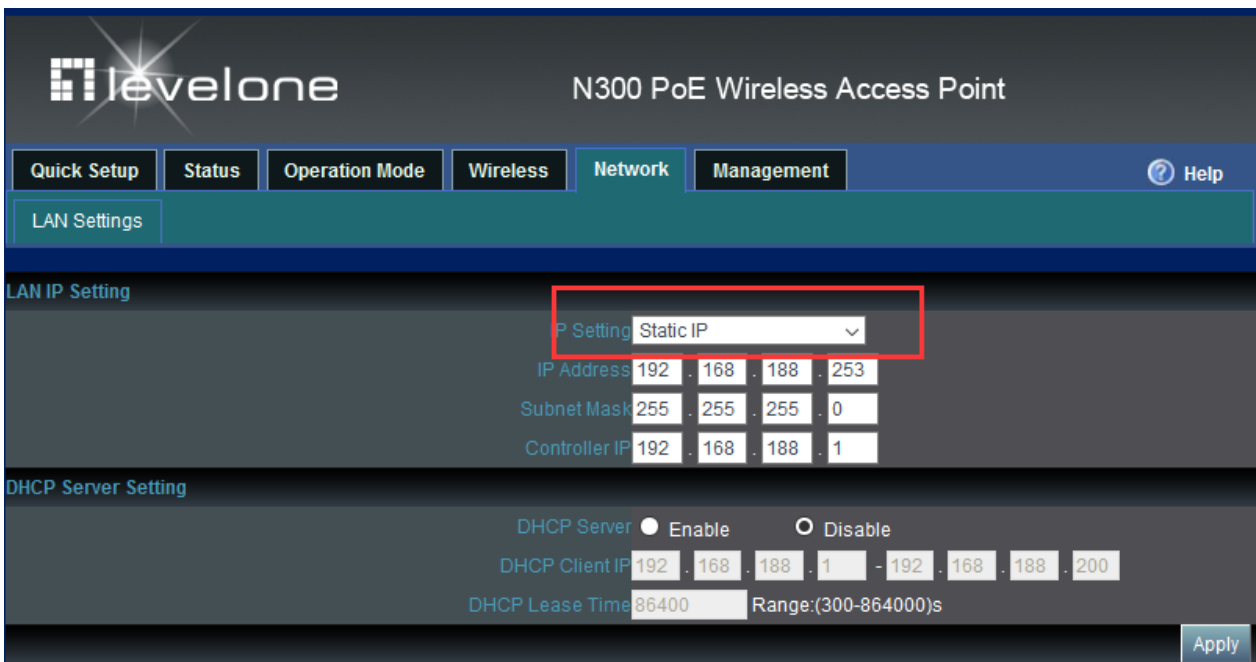 levelone
N300 PoE Wireless Access Point
Quick Setup Status Operation Mode Wireless Network Management Help
LAN Settings
LAN IP Setting
IP Setting Static IP
IP Address 192 . 168 . 188 . 253
Subnet Mask 255 . 255 . 255 . 0
Controller IP 192 . 168 . 188 . 1
DHCP Server Setting
DHCP Server Enable Disable
DHCP Client IP 192 . 168 . 188 . 1 - 192 . 168 . 188 . 200
DHCP Lease Time 86400 Range:(300-864000)s
Apply